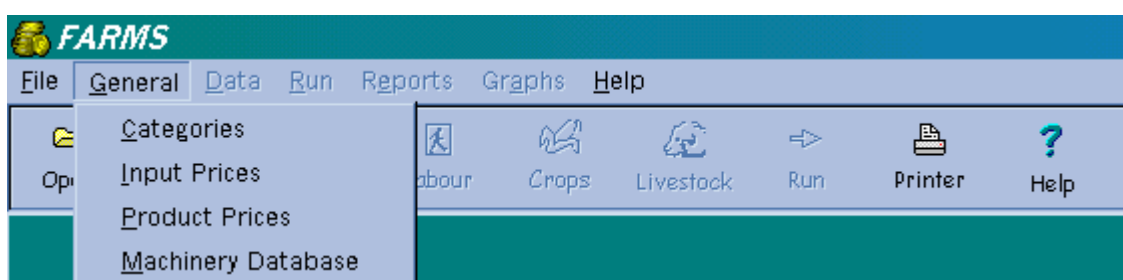 FARMS
File General Data Run Reports Graphs Help
Categories
Input Prices
Product Prices
Machinery Database
Crops Livestock Run Printer Help